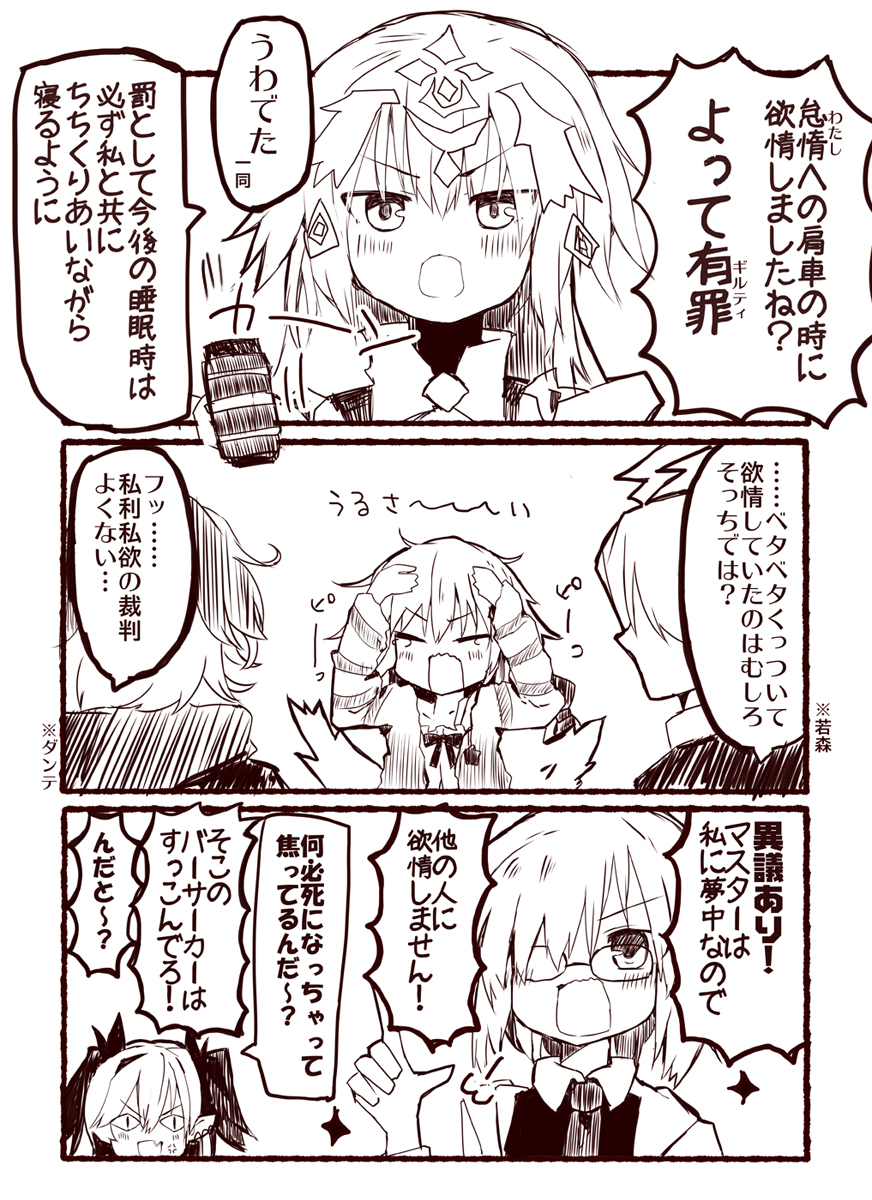 怠惰への肩車の時に
わたし
欲情しましたね？
よって有罪
ギルティ
うわでた
一同
罰として今後の睡眠時は
必ず私と共に
ちちくりあいながら
寝るように
……ベタベタくっついて
欲情していたのはむしろ
そっちでは？
※若森
うるさ〜〜い
ぴーーっ
ぴーーっ
フッ……
私利私欲の裁判
よくない…
※ダンテ
異議あり！
マスターは
私に夢中なので
他の人に
欲情しません！
何必死になっちゃって
焦ってるんだ〜？
そこの
バーサーカーは
すっこんでろ！
んだと〜？